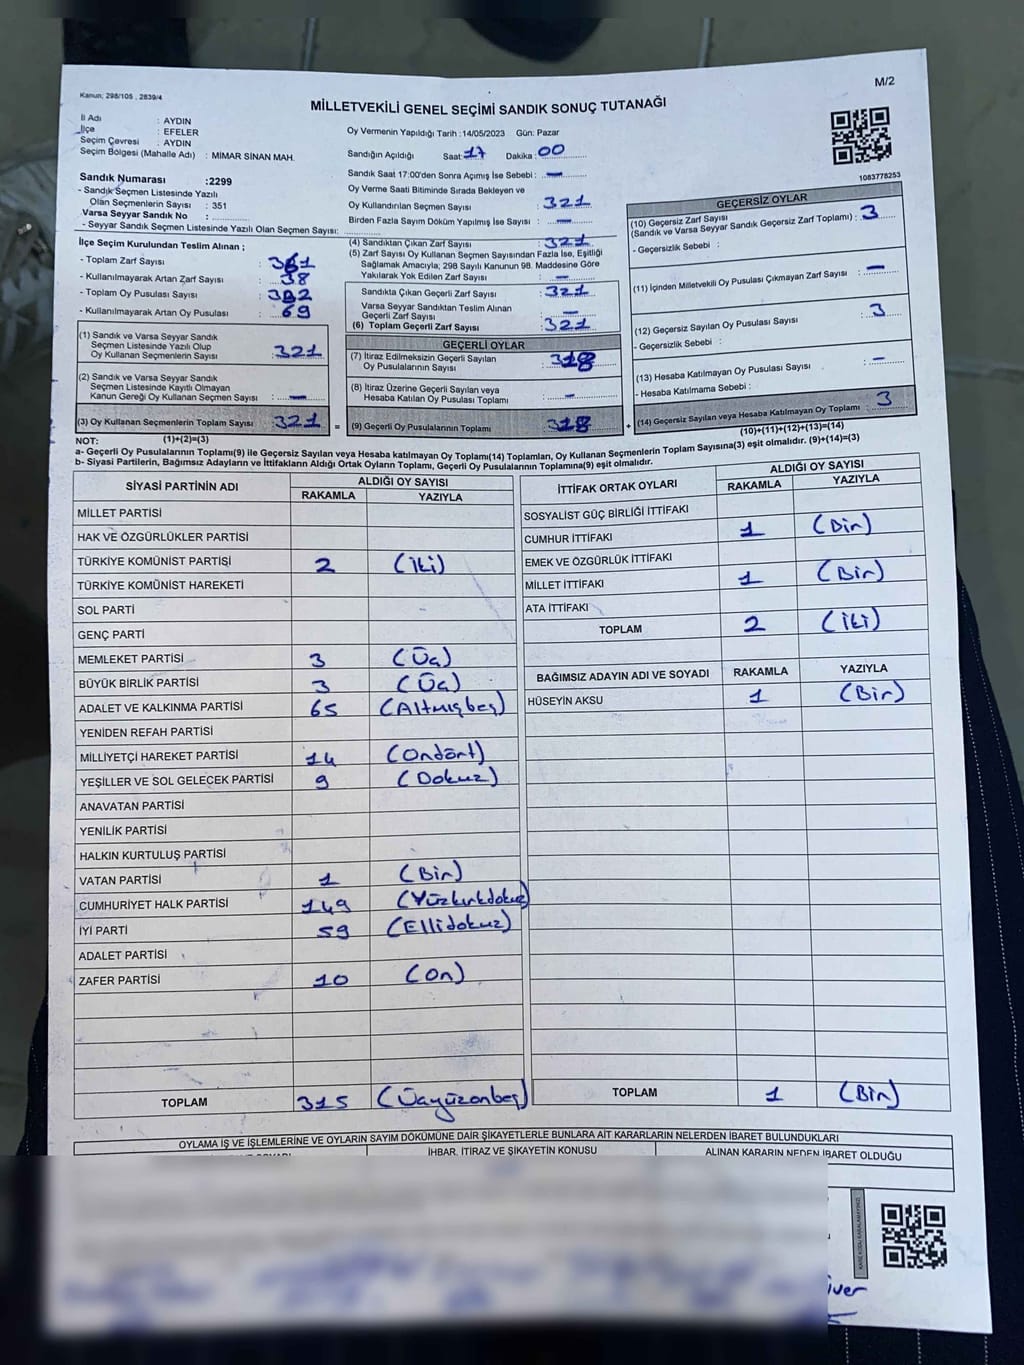 M/2
Kanun; 298/105 , 2839/4
MİLLETVEKİLİ GENEL SEÇİMİ SANDIK SONUÇ TUTANAĞI
İl Adı : AYDIN
İlçe : EFELER
Seçim Çevresi : AYDIN
Seçim Bölgesi (Mahalle Adı) : MİMAR SİNAN MAH.
Sandık Numarası :2299
- Sandık Seçmen Listesinde Yazılı
Olan Seçmenlerin Sayısı : 351
Varsa Seyyar Sandık No :
- Seyyar Sandık Seçmen Listesinde Yazılı Olan Seçmen Sayısı:
Oy Vermenin Yapıldığı Tarih :14/05/2023 Gün: Pazar
Sandığın Açıldığı Saat: 17 Dakika: 00
Sandık Saat 17:00'den Sonra Açımış İse Sebebi : —
Oy Verme Saati Bitiminde Sırada Bekleyen ve
Oy Kullandırılan Seçmen Sayısı : 321
Birden Fazla Sayım Döküm Yapılmış İse Sayısı : —
1083778253
İlçe Seçim Kurulundan Teslim Alınan ;
- Toplam Zarf Sayısı :
- Kullanılmayarak Artan Zarf Sayısı : 38
- Toplam Oy Pusulası Sayısı :
- Kullanılmayarak Artan Oy Pusulası : 69
(1) Sandık ve Varsa Seyyar Sandık
Seçmen Listesinde Yazılı Olup
Oy Kullanan Seçmenlerin Sayısı : 321
(2) Sandık ve Varsa Seyyar Sandık
Seçmen Listesinde Kayıtlı Olmayan
Kanun Gereği Oy Kullanan Seçmen Sayısı : —
(3) Oy Kullanan Seçmenlerin Toplam Sayısı : 321
(1)+(2)=(3)
(4) Sandıktan Çıkan Zarf Sayısı : 321
(5) Zarf Sayısı Oy Kullanan Seçmen Sayısından Fazla İse, Eşitliği
Sağlamak Amacıyla; 298 Sayılı Kanunun 98. Maddesine Göre
Yakılarak Yok Edilen Zarf Sayısı : —
Sandıkta Çıkan Geçerli Zarf Sayısı : 321
Varsa Seyyar Sandıktan Teslim Alınan
Geçerli Zarf Sayısı : —
(6) Toplam Geçerli Zarf Sayısı : 321
GEÇERLİ OYLAR
(7) İtiraz Edilmeksizin Geçerli Sayılan
Oy Pusulalarının Sayısı : 318
(8) İtiraz Üzerine Geçerli Sayılan veya
Hesaba Katılan Oy Pusulası Toplamı : —
= (9) Geçerli Oy Pusulalarının Toplamı : 318
GEÇERSİZ OYLAR
(10) Geçersiz Zarf Sayısı
(Sandık ve Varsa Seyyar Sandık Geçersiz Zarf Toplamı) : 3
- Geçersizlik Sebebi :
(11) İçinden Milletvekili Oy Pusulası Çıkmayan Zarf Sayısı : —
(12) Geçersiz Sayılan Oy Pusulası Sayısı : 3
- Geçersizlik Sebebi :
(13) Hesaba Katılmayan Oy Pusulası Sayısı : —
- Hesaba Katılmama Sebebi :
+ (14) Geçersiz Sayılan veya Hesaba Katılmayan Oy Toplamı : 3
(10)+(11)+(12)+(13)=(14)
NOT:
a- Geçerli Oy Pusulalarının Toplamı(9) ile Geçersiz Sayılan veya Hesaba katılmayan Oy Toplamı(14) Toplamları, Oy Kullanan Seçmenlerin Toplam Sayısına(3) eşit olmalıdır. (9)+(14)=(3)
b- Siyasi Partilerin, Bağımsız Adayların ve İttifakların Aldığı Ortak Oyların Toplamı, Geçerli Oy Pusulalarının Toplamına(9) eşit olmalıdır.
SİYASİ PARTİNİN ADI ALDIĞI OY SAYISI
RAKAMLA YAZIYLA
MİLLET PARTİSİ
HAK VE ÖZGÜRLÜKLER PARTİSİ
TÜRKİYE KOMÜNİST PARTİSİ 2 (İki)
TÜRKİYE KOMÜNİST HAREKETİ
SOL PARTİ
GENÇ PARTİ
MEMLEKET PARTİSİ 3 (Üç)
BÜYÜK BİRLİK PARTİSİ 3 (Üç)
ADALET VE KALKINMA PARTİSİ 65 (Altmışbeş)
YENİDEN REFAH PARTİSİ
MİLLİYETÇİ HAREKET PARTİSİ 14 (Ondört)
YEŞİLLER VE SOL GELECEK PARTİSİ 9 (Dokuz)
ANAVATAN PARTİSİ
YENİLİK PARTİSİ
HALKIN KURTULUŞ PARTİSİ
VATAN PARTİSİ 1 (Bir)
CUMHURİYET HALK PARTİSİ 149 (Yüzkırkdokuz)
İYİ PARTİ 59 (Ellidokuz)
ADALET PARTİSİ
ZAFER PARTİSİ 10 (On)
TOPLAM 315 (Üçyüzonbeş)
İTTİFAK ORTAK OYLARI ALDIĞI OY SAYISI
RAKAMLA YAZIYLA
SOSYALİST GÜÇ BİRLİĞİ İTTİFAKI
CUMHUR İTTİFAKI 1 (Bir)
EMEK VE ÖZGÜRLÜK İTTİFAKI
MİLLET İTTİFAKI 1 (Bir)
ATA İTTİFAKI
TOPLAM 2 (İki)
BAĞIMSIZ ADAYIN ADI VE SOYADI RAKAMLA YAZIYLA
HÜSEYİN AKSU 1 (Bir)
TOPLAM 1 (Bir)
OYLAMA İŞ VE İŞLEMLERİNE VE OYLARIN SAYIM DÖKÜMÜNE DAİR ŞİKAYETLERLE BUNLARA AİT KARARLARIN NELERDEN İBARET BULUNDUKLARI
İHBAR, İTİRAZ VE ŞİKAYETİN KONUSU ALINAN KARARIN NEDEN İBARET OLDUĞU